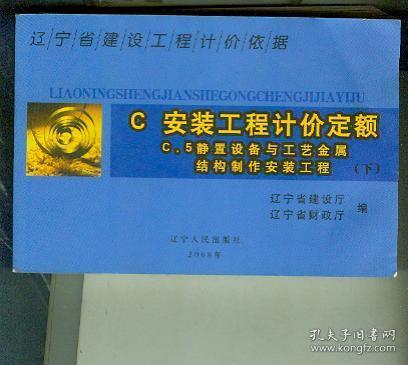 辽宁省建设工程计价依据
LIAONINGSHENGJIANSHEGONGCHENGJIJIAYIJU
C 安装工程计价定额
C.5静置设备与工艺金属
结构制作安装工程（下）
辽宁省建设厅
辽宁省财政厅 编
辽宁人民出版社
2008年
孔夫子旧书网